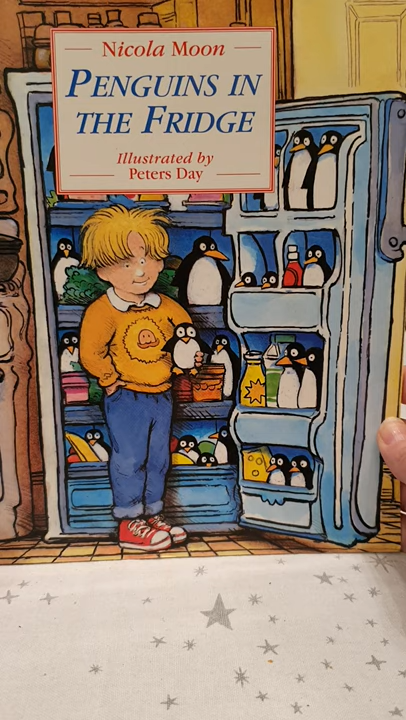 Nicola Moon
PENGUINS IN
THE FRIDGE
Illustrated by
Peters Day